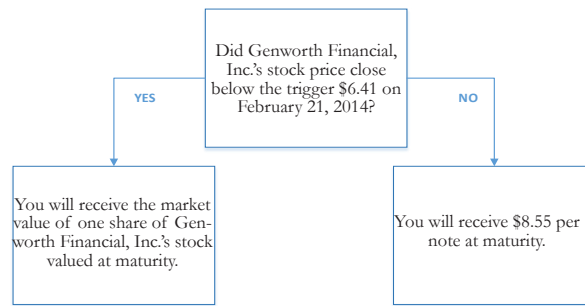 Did Genworth Financial,
Inc.'s stock price close
below the trigger $6.41 on
February 21, 2014?
YES
NO
You will receive the market
value of one share of Gen-
worth Financial, Inc.'s stock
valued at maturity.
You will receive $8.55 per
note at maturity.